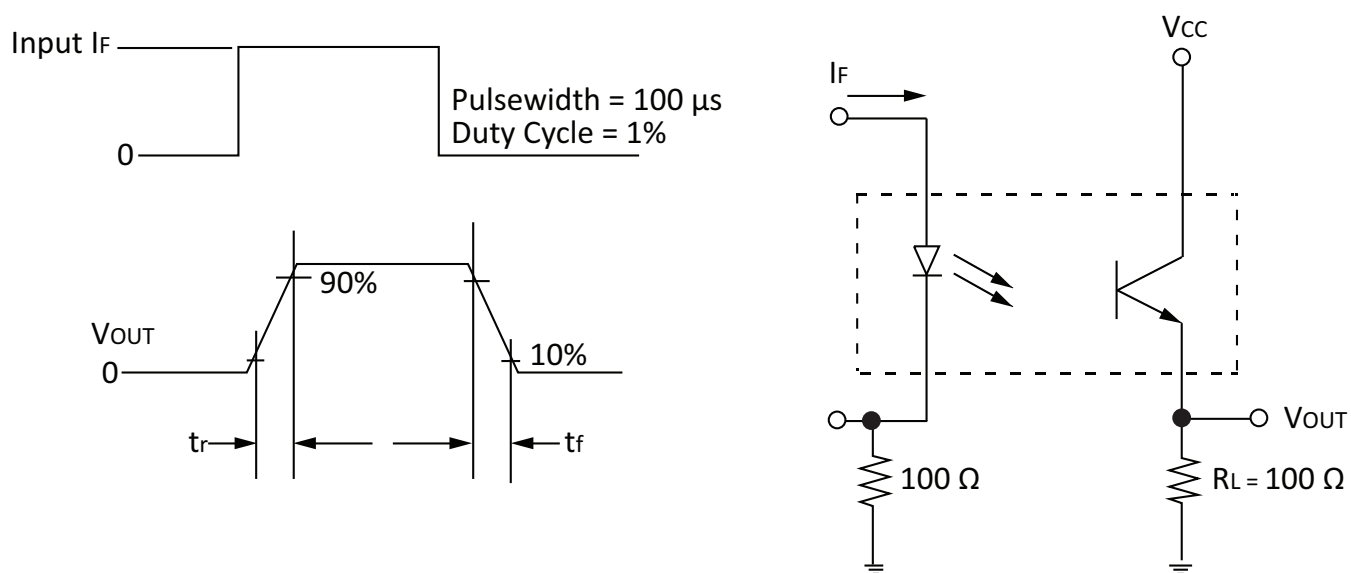 Input IF
0
Pulsewidth = 100 μs
Duty Cycle = 1%
90%
VOUT
0
10%
tr
tf
VCC
IF
VOUT
100 Ω
RL = 100 Ω